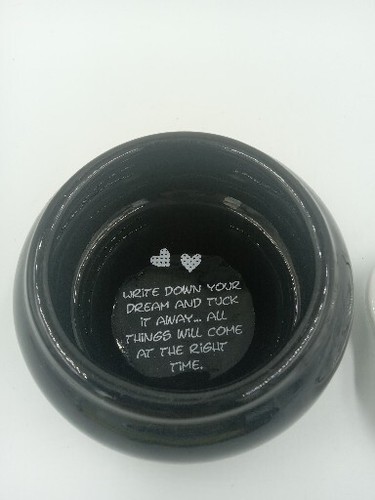 WRITE DOWN YOUR
DREAM AND TUCK
IT AWAY... ALL
THINGS WILL COME
AT THE RIGHT
TIME.